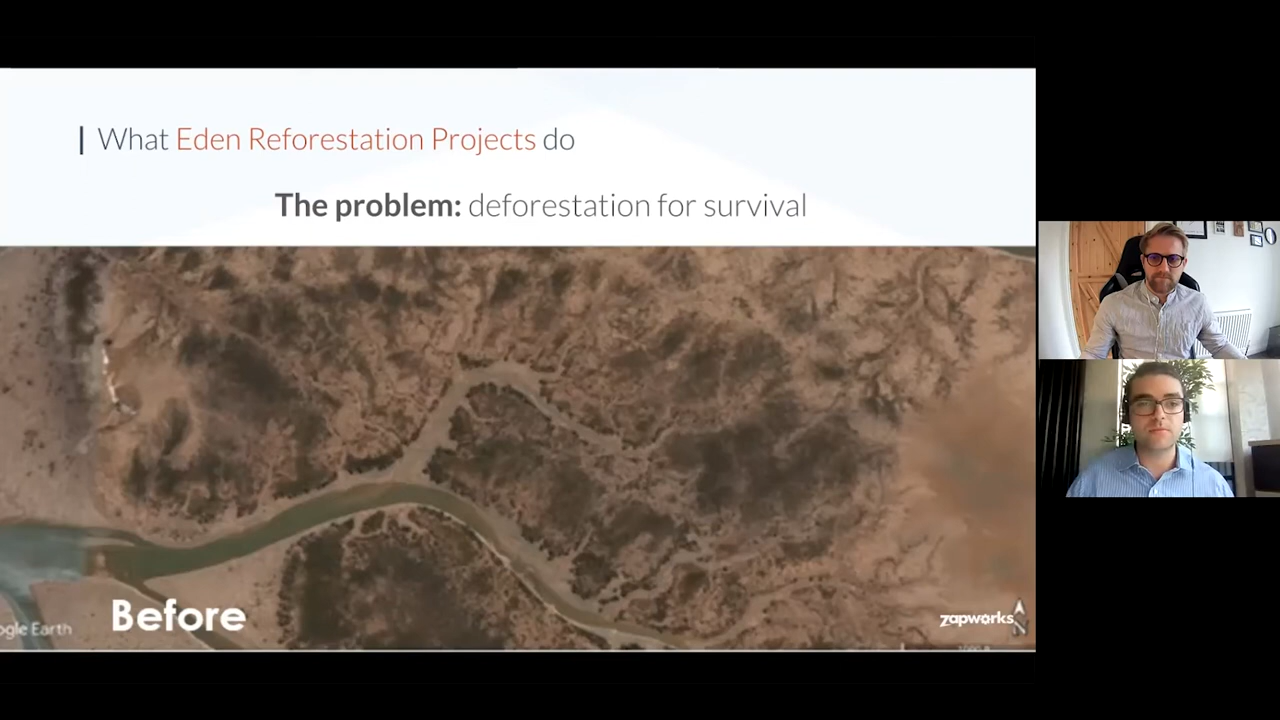 What Eden Reforestation Projects do
The problem: deforestation for survival
Before
ogle Earth
zapworks